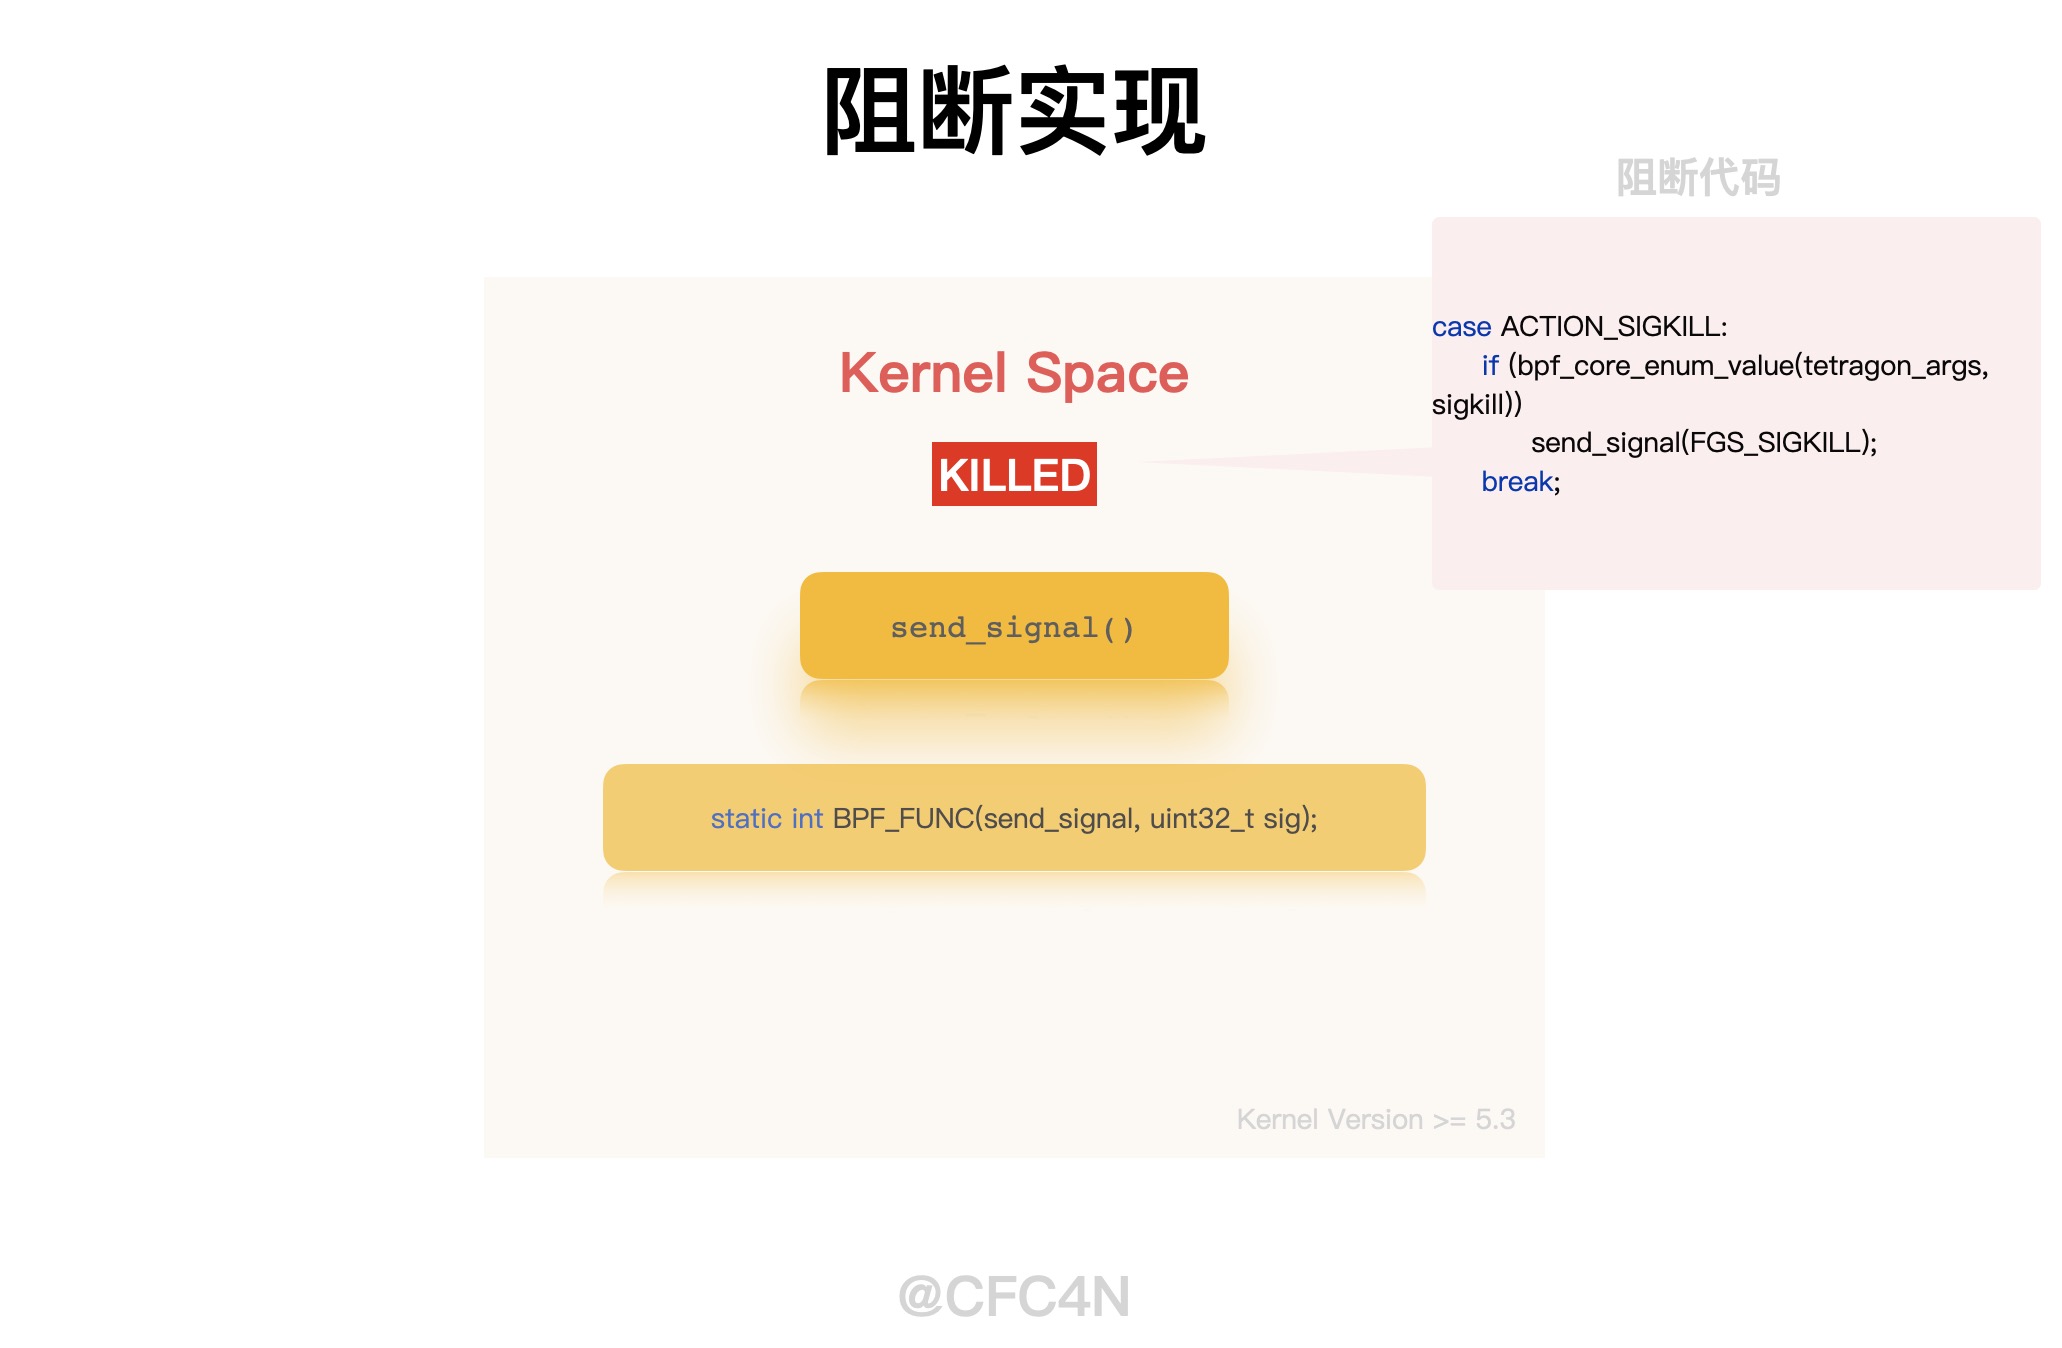 阻断实现
阻断代码
case ACTION_SIGKILL:
if (bpf_core_enum_value(tetragon_args,
sigkill))
send_signal(FGS_SIGKILL);
break;
Kernel Space
KILLED
send_signal()
static int BPF_FUNC(send_signal, uint32_t sig);
Kernel Version >= 5.3
@CFC4N